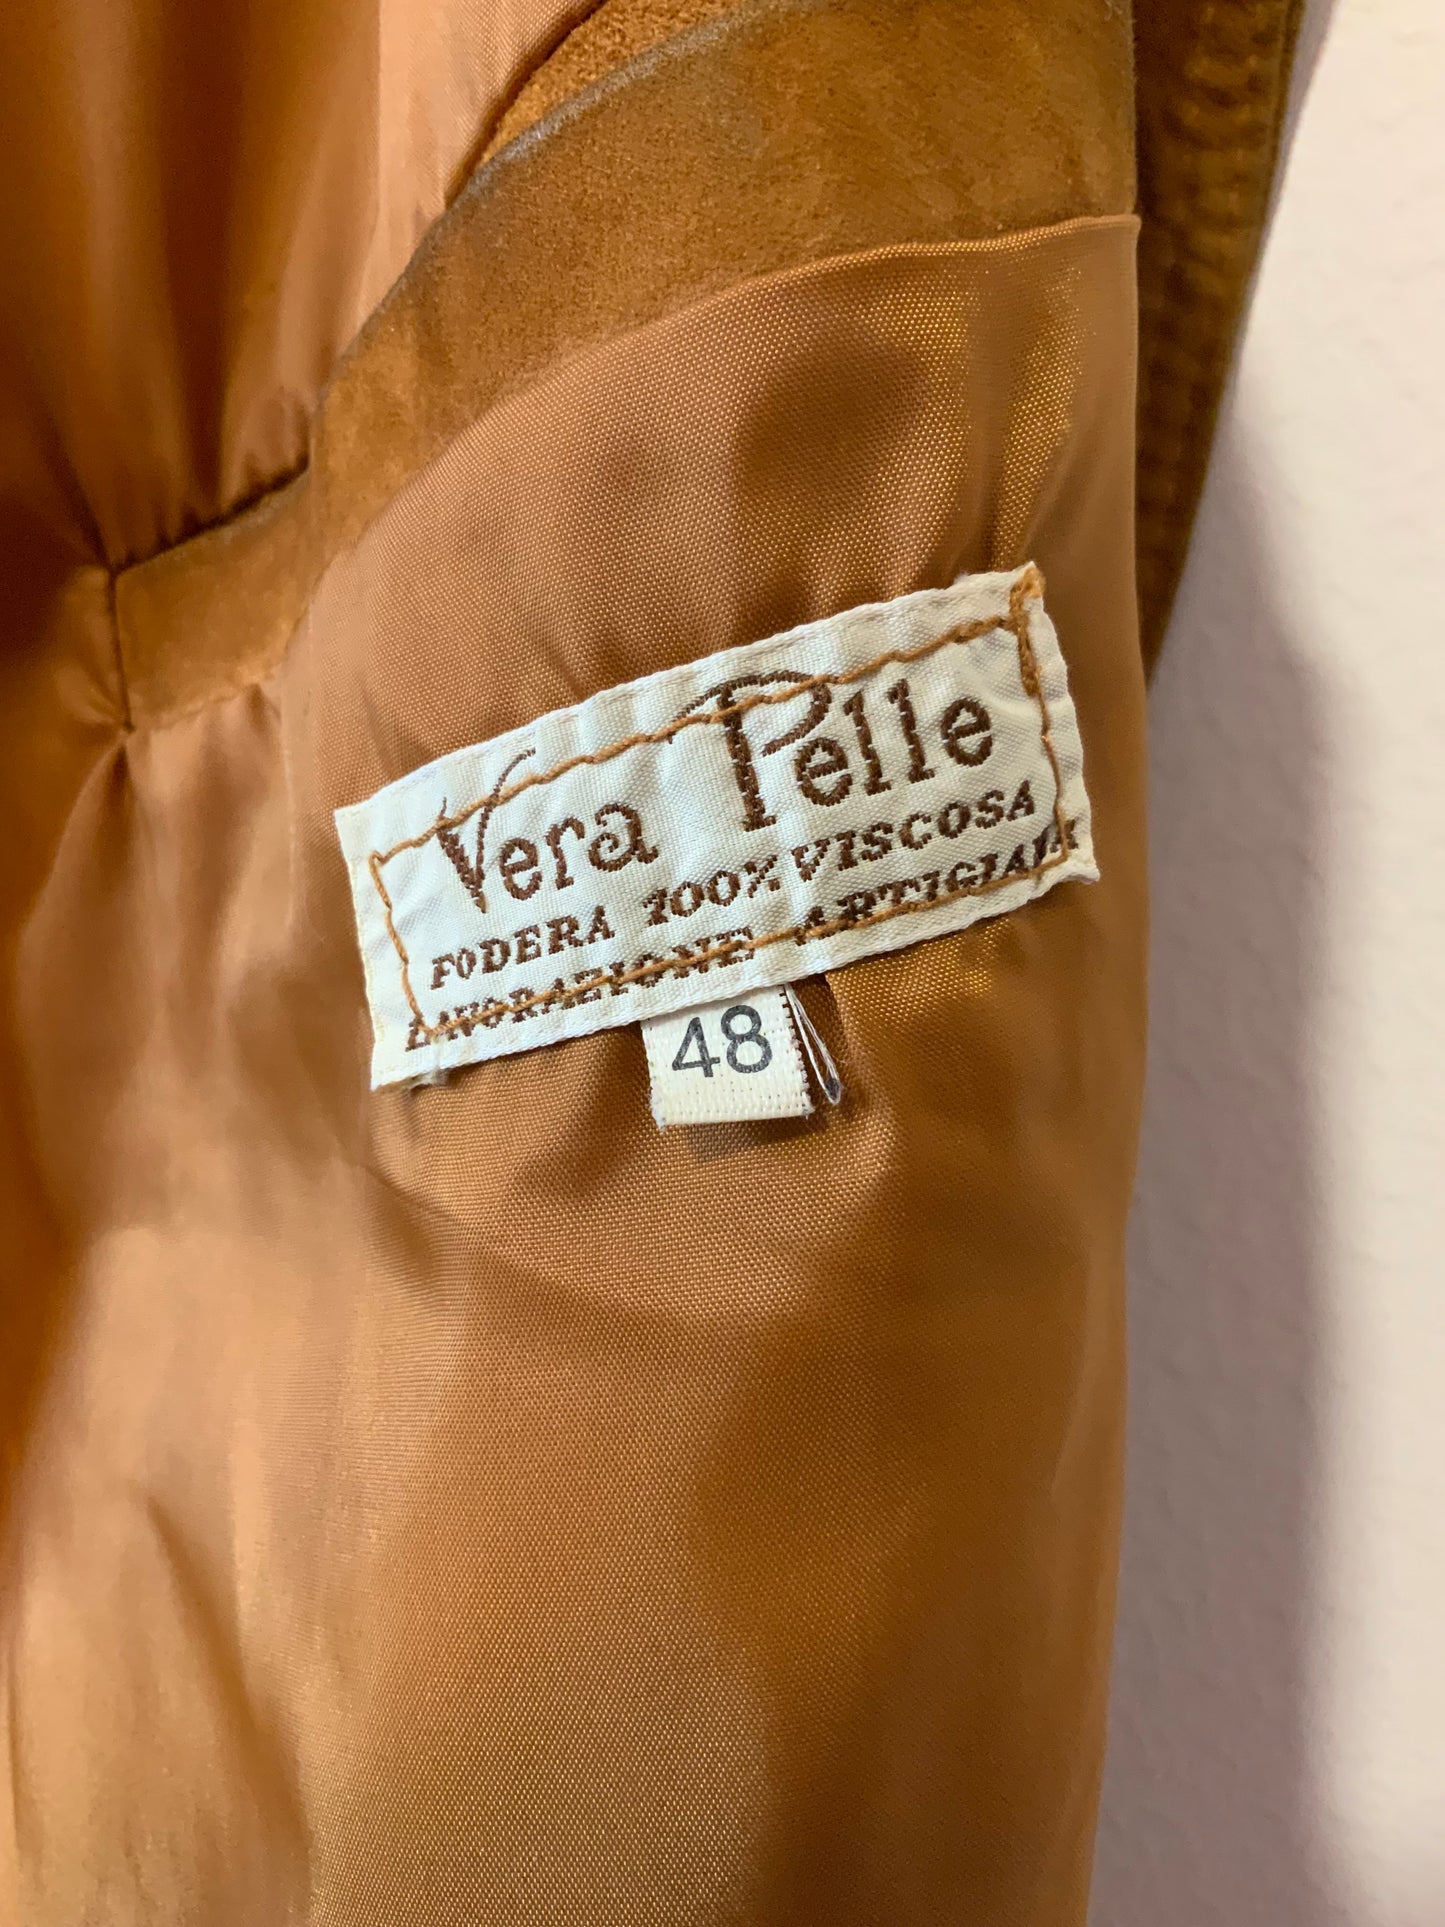 Vera Pelle
FODERA 100% VISCOSA
LAVORAZIONE ARTIGIANA
48